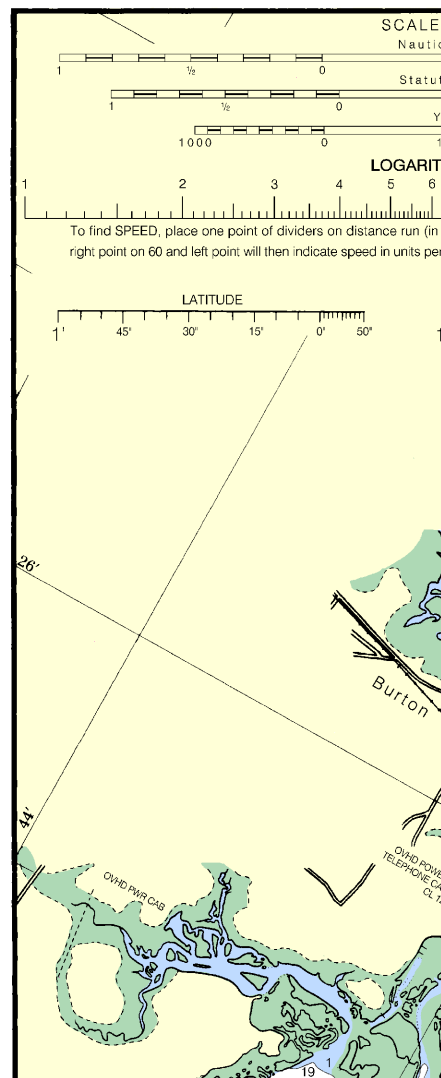 SCALE
Nautic
1 ½ 0
Statut
1 ½ 0
Y
1000 0 1
LOGARIT
1 2 3 4 5 6
To find SPEED, place one point of dividers on distance run (in
right point on 60 and left point will then indicate speed in units per
LATITUDE
1' 45" 30" 15" 0' 50" 1
26'
Burton
44'
OVHD POWE
TELEPHONE CA
CL 1
OVHD PWR CAB
1
19